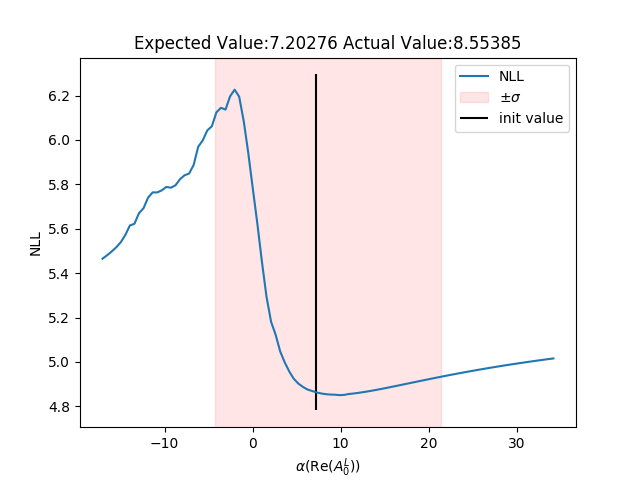 Expected Value:7.20276 Actual Value:8.55385
NLL
±σ
init value
6.2
6.0
5.8
5.6
5.4
5.2
5.0
4.8
NLL
−10
0
10
20
30
α(Re(A₀ᴸ))